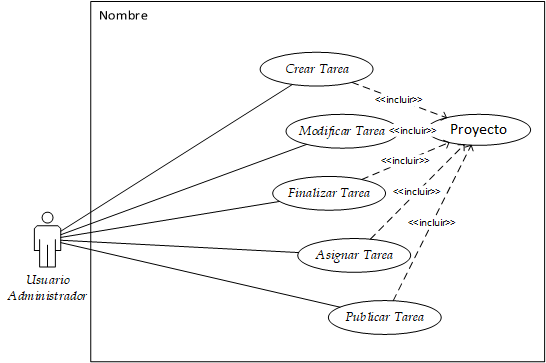 Nombre
Crear Tarea
<<incluir>>
Modificar Tarea
<<incluir>>
Proyecto
<<incluir>>
Finalizar Tarea
<<incluir>>
<<incluir>>
Asignar Tarea
Usuario
Administrador
Publicar Tarea